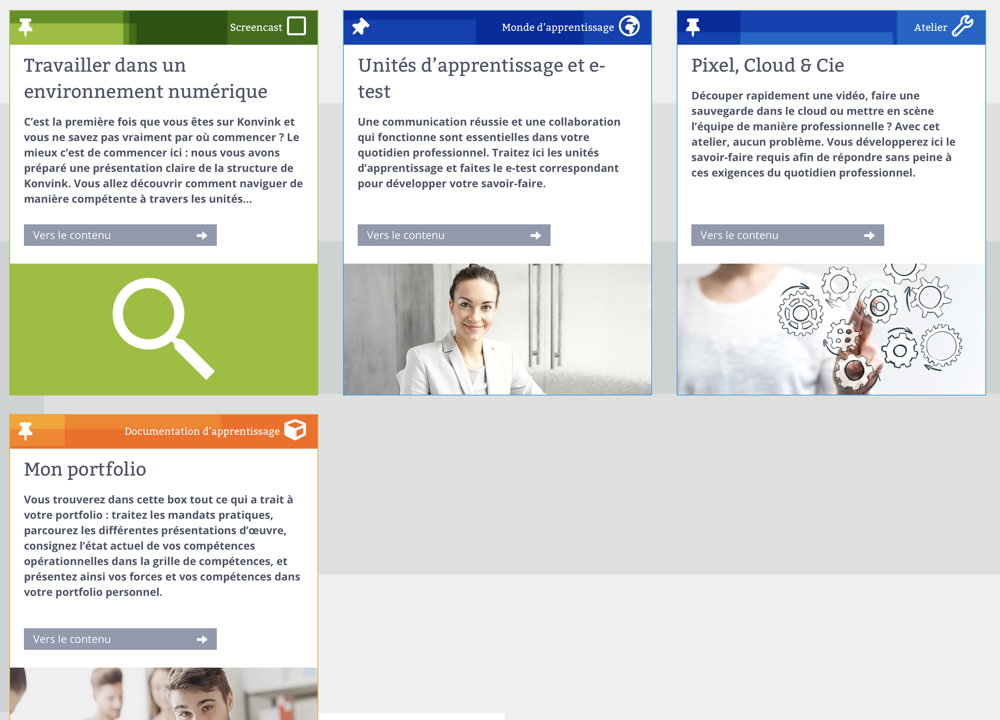 Screencast
Travailler dans un
environnement numérique
C’est la première fois que vous êtes sur Konvink et
vous ne savez pas vraiment par où commencer ? Le
mieux c’est de commencer ici : nous vous avons
préparé une présentation claire de la structure de
Konvink. Vous allez découvrir comment naviguer de
manière compétente à travers les unités...
Vers le contenu
Monde d’apprentissage
Unités d’apprentissage et e-
test
Une communication réussie et une collaboration
qui fonctionne sont essentielles dans votre
quotidien professionnel. Traitez ici les unités
d’apprentissage et faites le e-test correspondant
pour développer votre savoir-faire.
Vers le contenu
Atelier
Pixel, Cloud & Cie
Découper rapidement une vidéo, faire une
sauvegarde dans le cloud ou mettre en scène
l’équipe de manière professionnelle ? Avec cet
atelier, aucun problème. Vous développerez ici le
savoir-faire requis afin de répondre sans peine à
ces exigences du quotidien professionnel.
Vers le contenu
Documentation d’apprentissage
Mon portfolio
Vous trouverez dans cette box tout ce qui a trait à
votre portfolio : traitez les mandats pratiques,
parcourez les différentes présentations d’œuvre,
consignez l’état actuel de vos compétences
opérationnelles dans la grille de compétences, et
présentez ainsi vos forces et vos compétences dans
votre portfolio personnel.
Vers le contenu